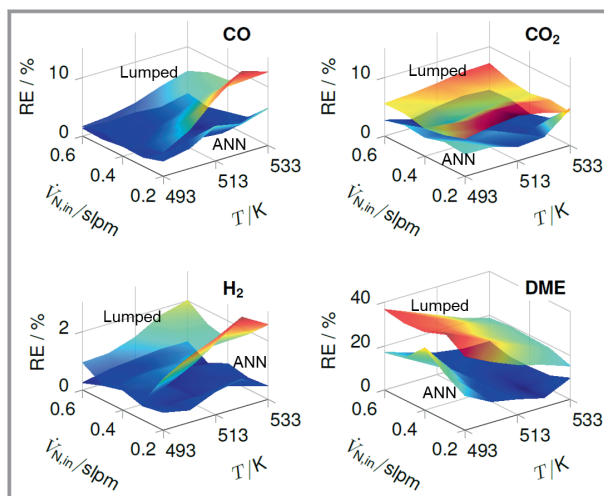 CO
Lumped
ANN
RE / %
10
0
0.6
0.4
0.2
493
513
533
V̇N,in/slpm
T/K
CO₂
Lumped
ANN
RE / %
10
0
0.6
0.4
0.2
493
513
533
V̇N,in/slpm
T/K
H₂
Lumped
ANN
RE / %
2
0
0.6
0.4
0.2
493
513
533
V̇N,in/slpm
T/K
DME
Lumped
ANN
RE / %
40
20
0
0.6
0.4
0.2
493
513
533
V̇N,in/slpm
T/K